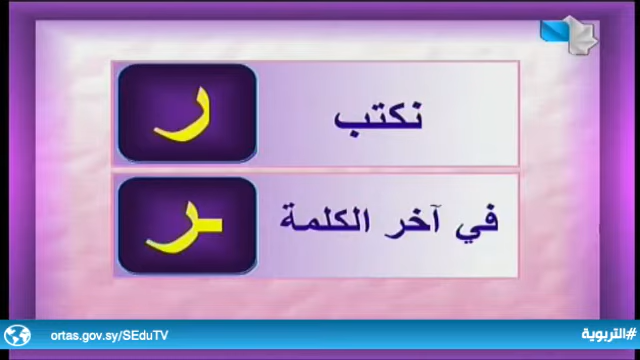 نكتب ر
في آخر الكلمة ـر
#التربوية
ortas.gov.sy/SEduTV